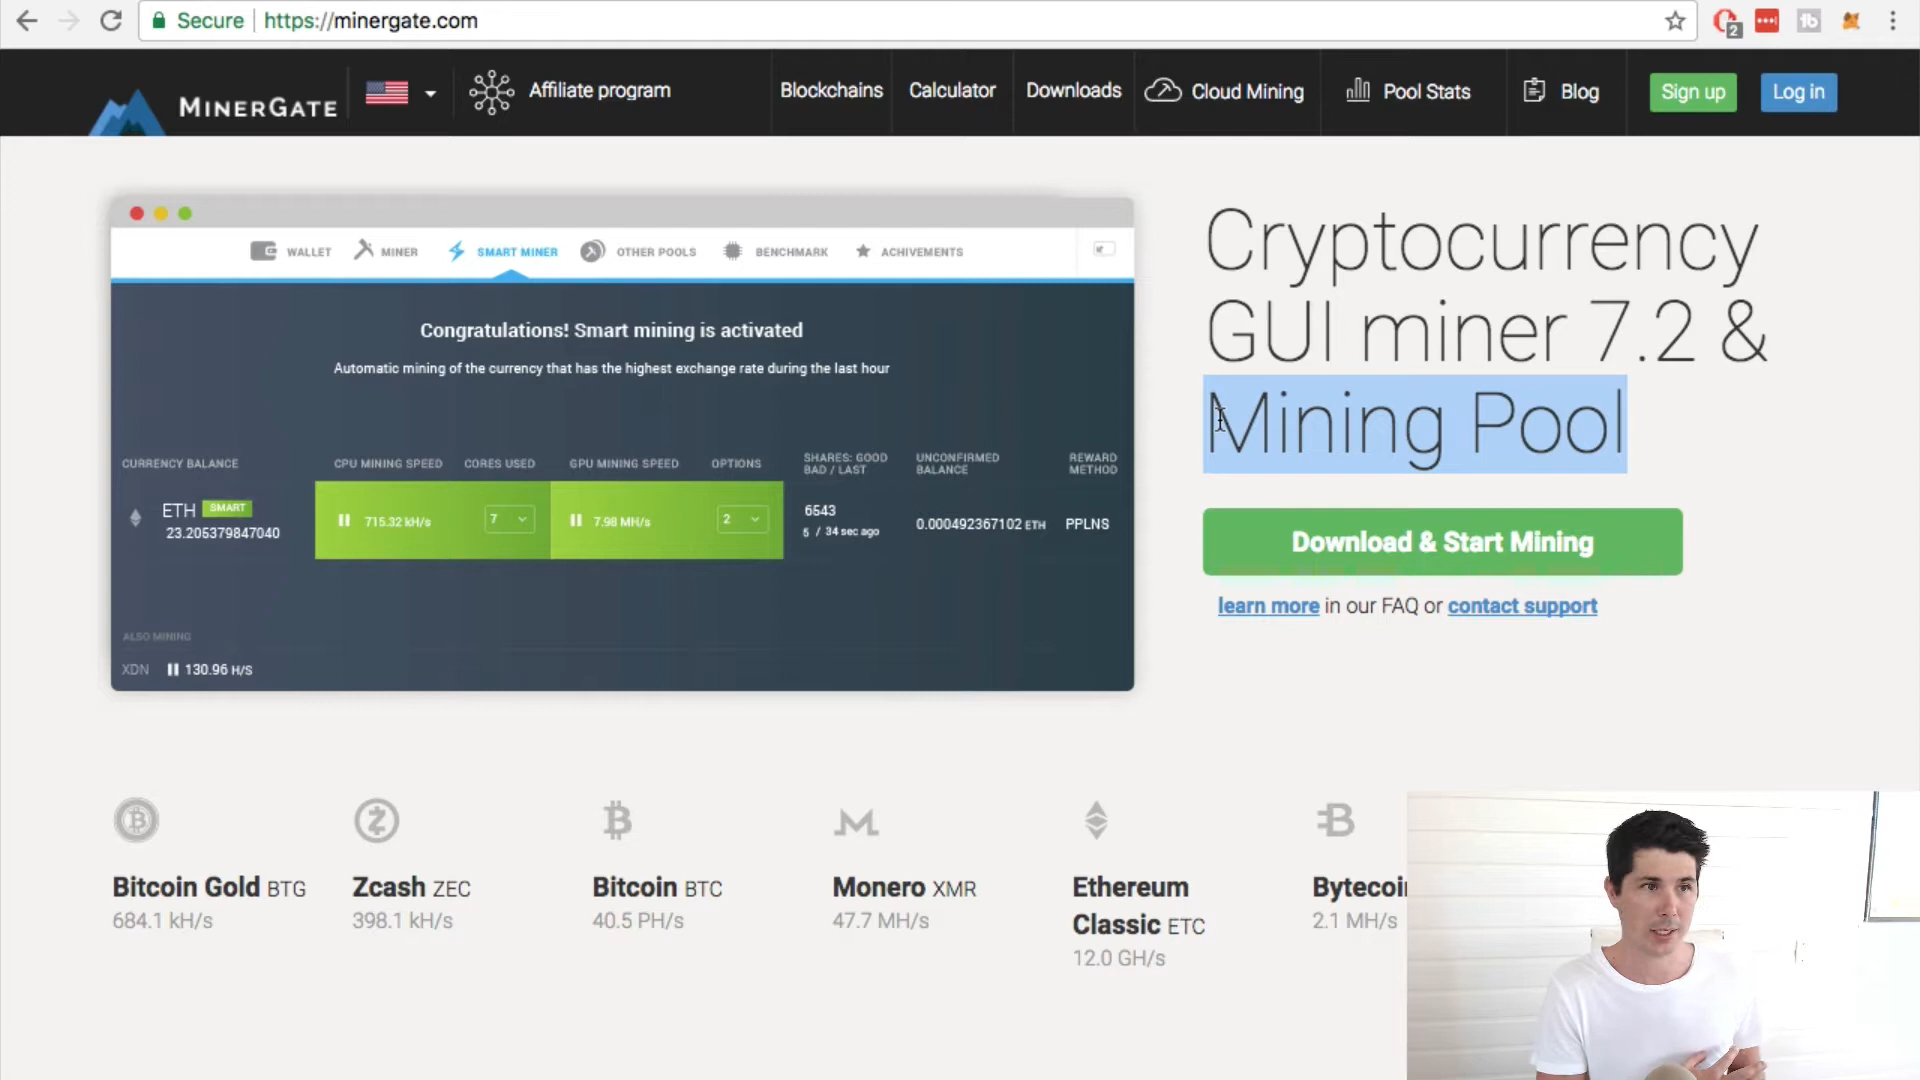 Secure https://minergate.com
2
MINERGATE
Affiliate program
Blockchains
Calculator
Downloads
Cloud Mining
Pool Stats
Blog
Sign up
Log in
WALLET
MINER
SMART MINER
OTHER POOLS
BENCHMARK
ACHIVEMENTS
Congratulations! Smart mining is activated
Automatic mining of the currency that has the highest exchange rate during the last hour
CURRENCY BALANCE
CPU MINING SPEED
CORES USED
GPU MINING SPEED
OPTIONS
SHARES: GOOD
BAD / LAST
UNCONFIRMED
BALANCE
REWARD
METHOD
ETH SMART
23.205379847040
715.32 kH/s
7
7.98 MH/s
2
6543
5 / 34 sec ago
0.000492367102 ETH
PPLNS
ALSO MINING
XDN 130.96 H/S
Cryptocurrency
GUI miner 7.2 &
Mining Pool
Download & Start Mining
learn more in our FAQ or contact support
Bitcoin Gold BTG
684.1 kH/s
Zcash ZEC
398.1 kH/s
Bitcoin BTC
40.5 PH/s
Monero XMR
47.7 MH/s
Ethereum
Classic ETC
12.0 GH/s
Bytecoi
2.1 MH/s